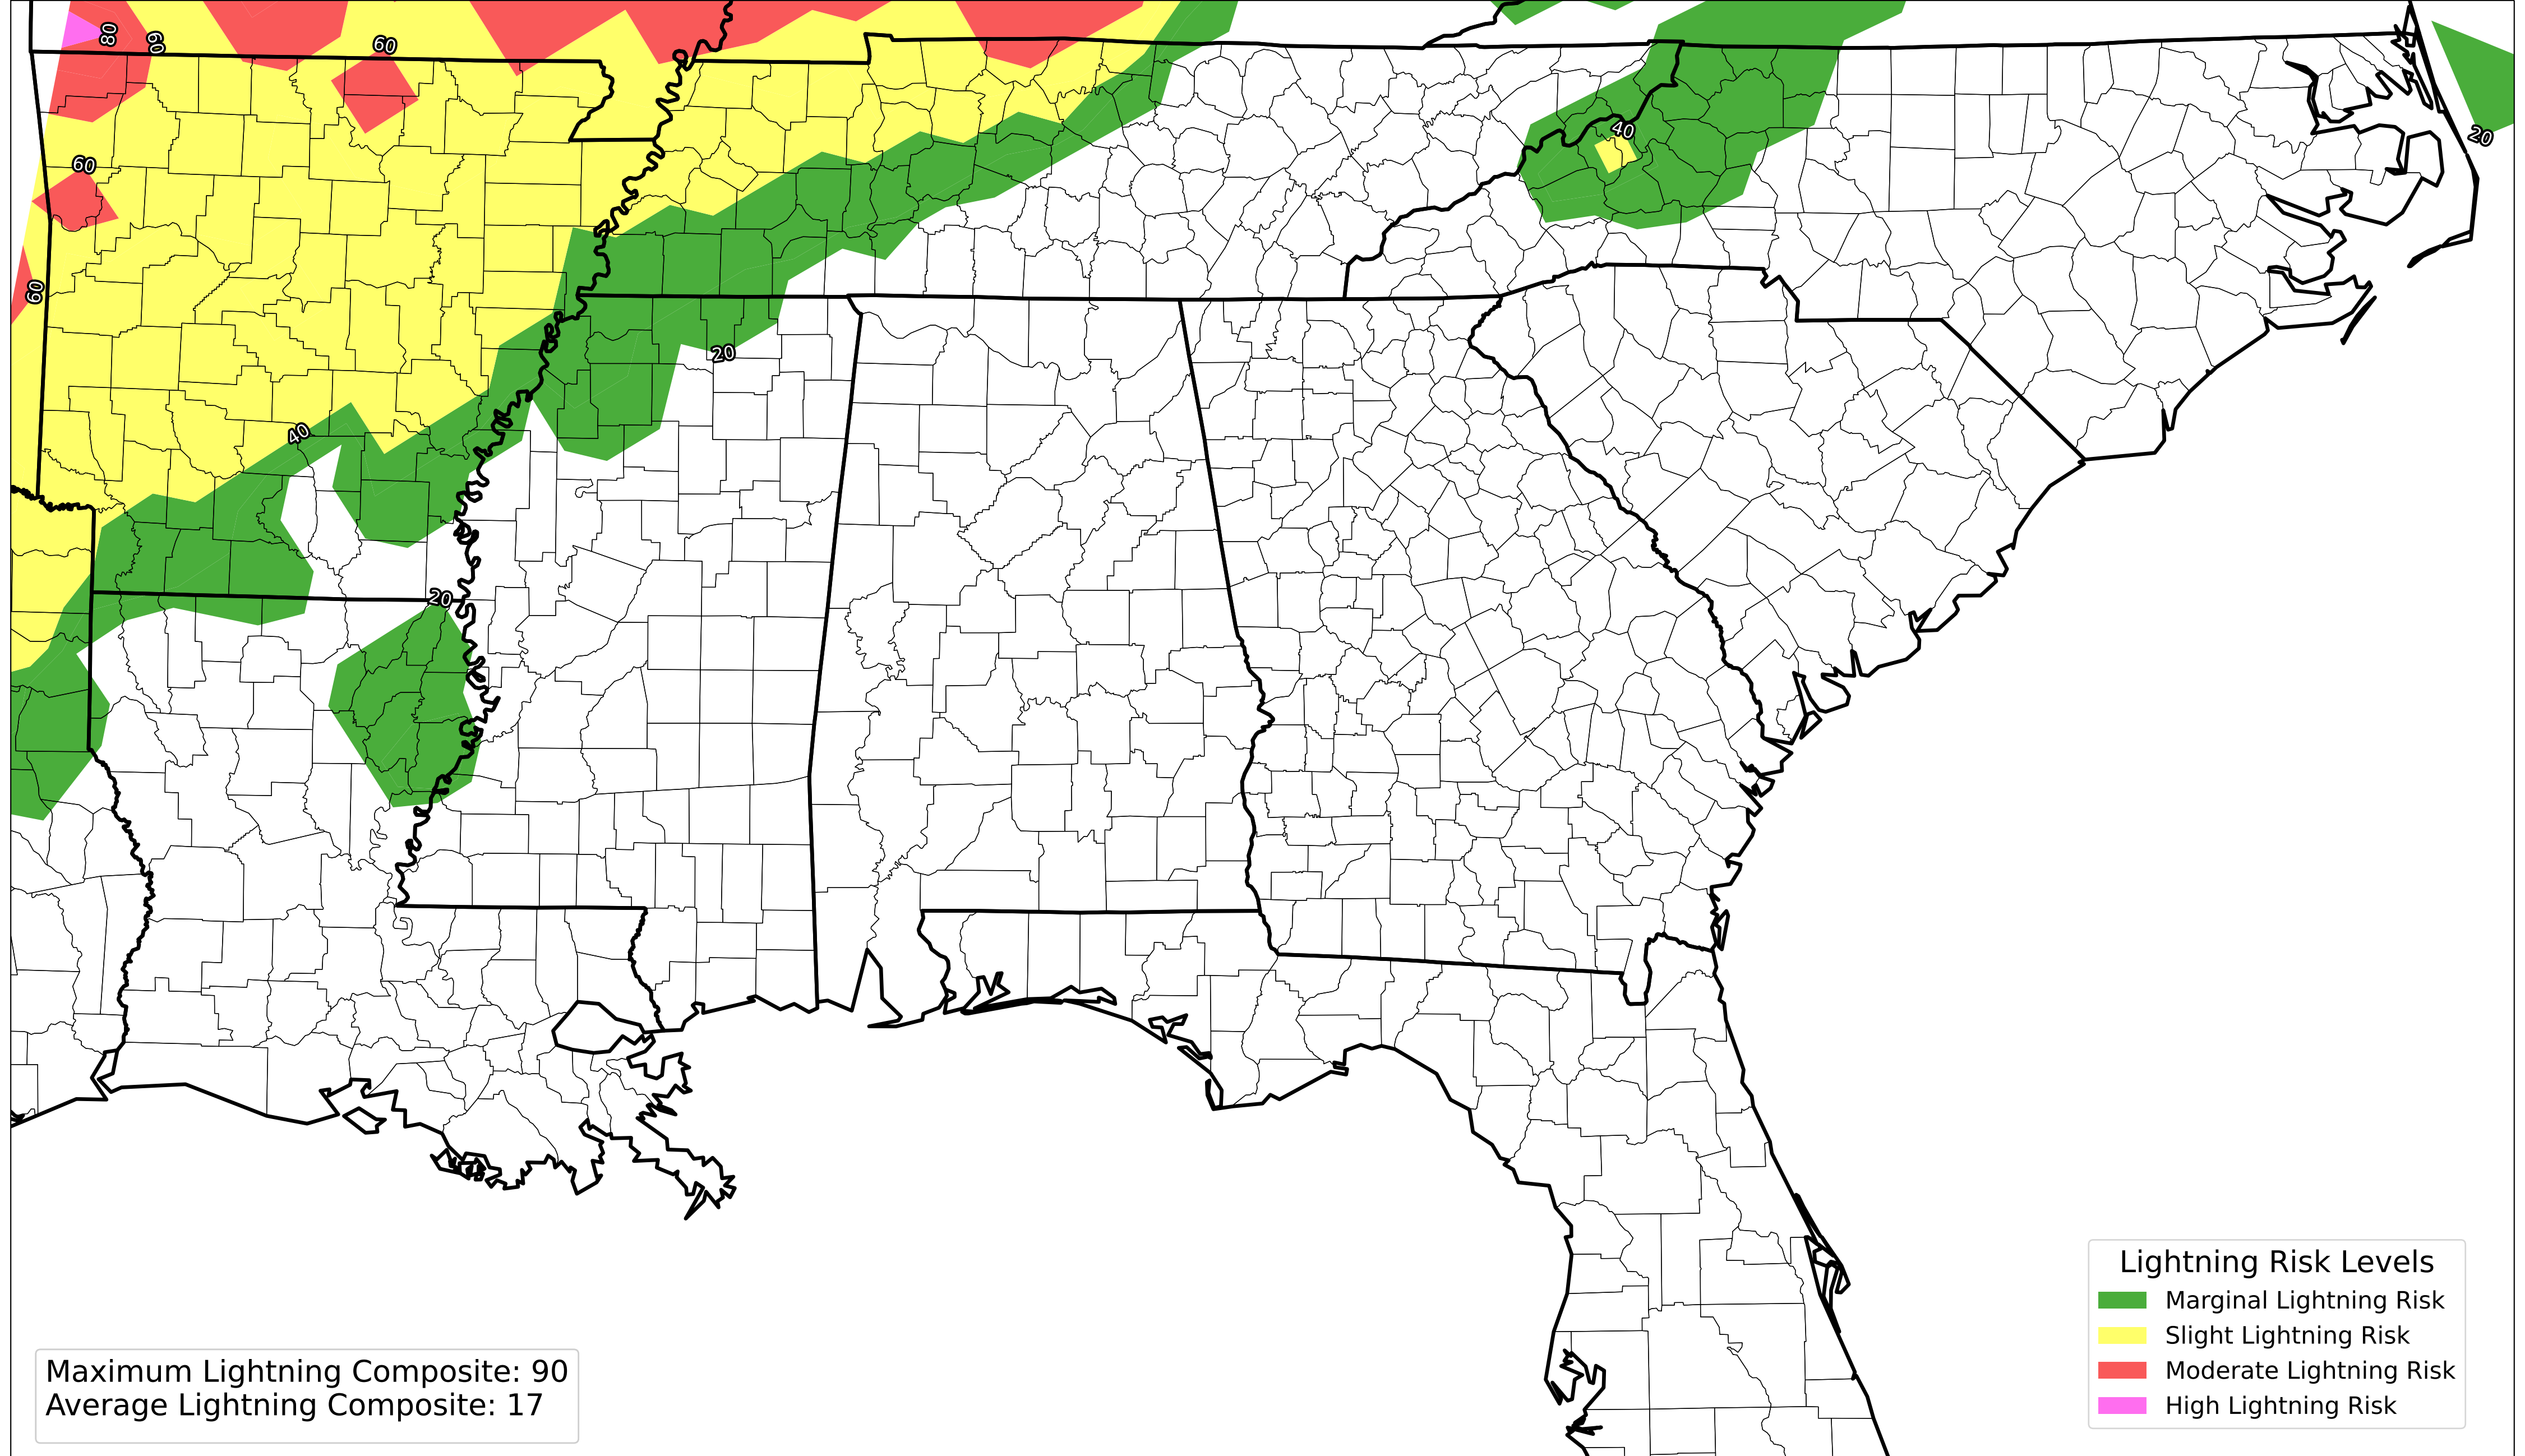 80
60
60
60
40
20
60
20
40
20
Maximum Lightning Composite: 90
Average Lightning Composite: 17
Lightning Risk Levels
Marginal Lightning Risk
Slight Lightning Risk
Moderate Lightning Risk
High Lightning Risk